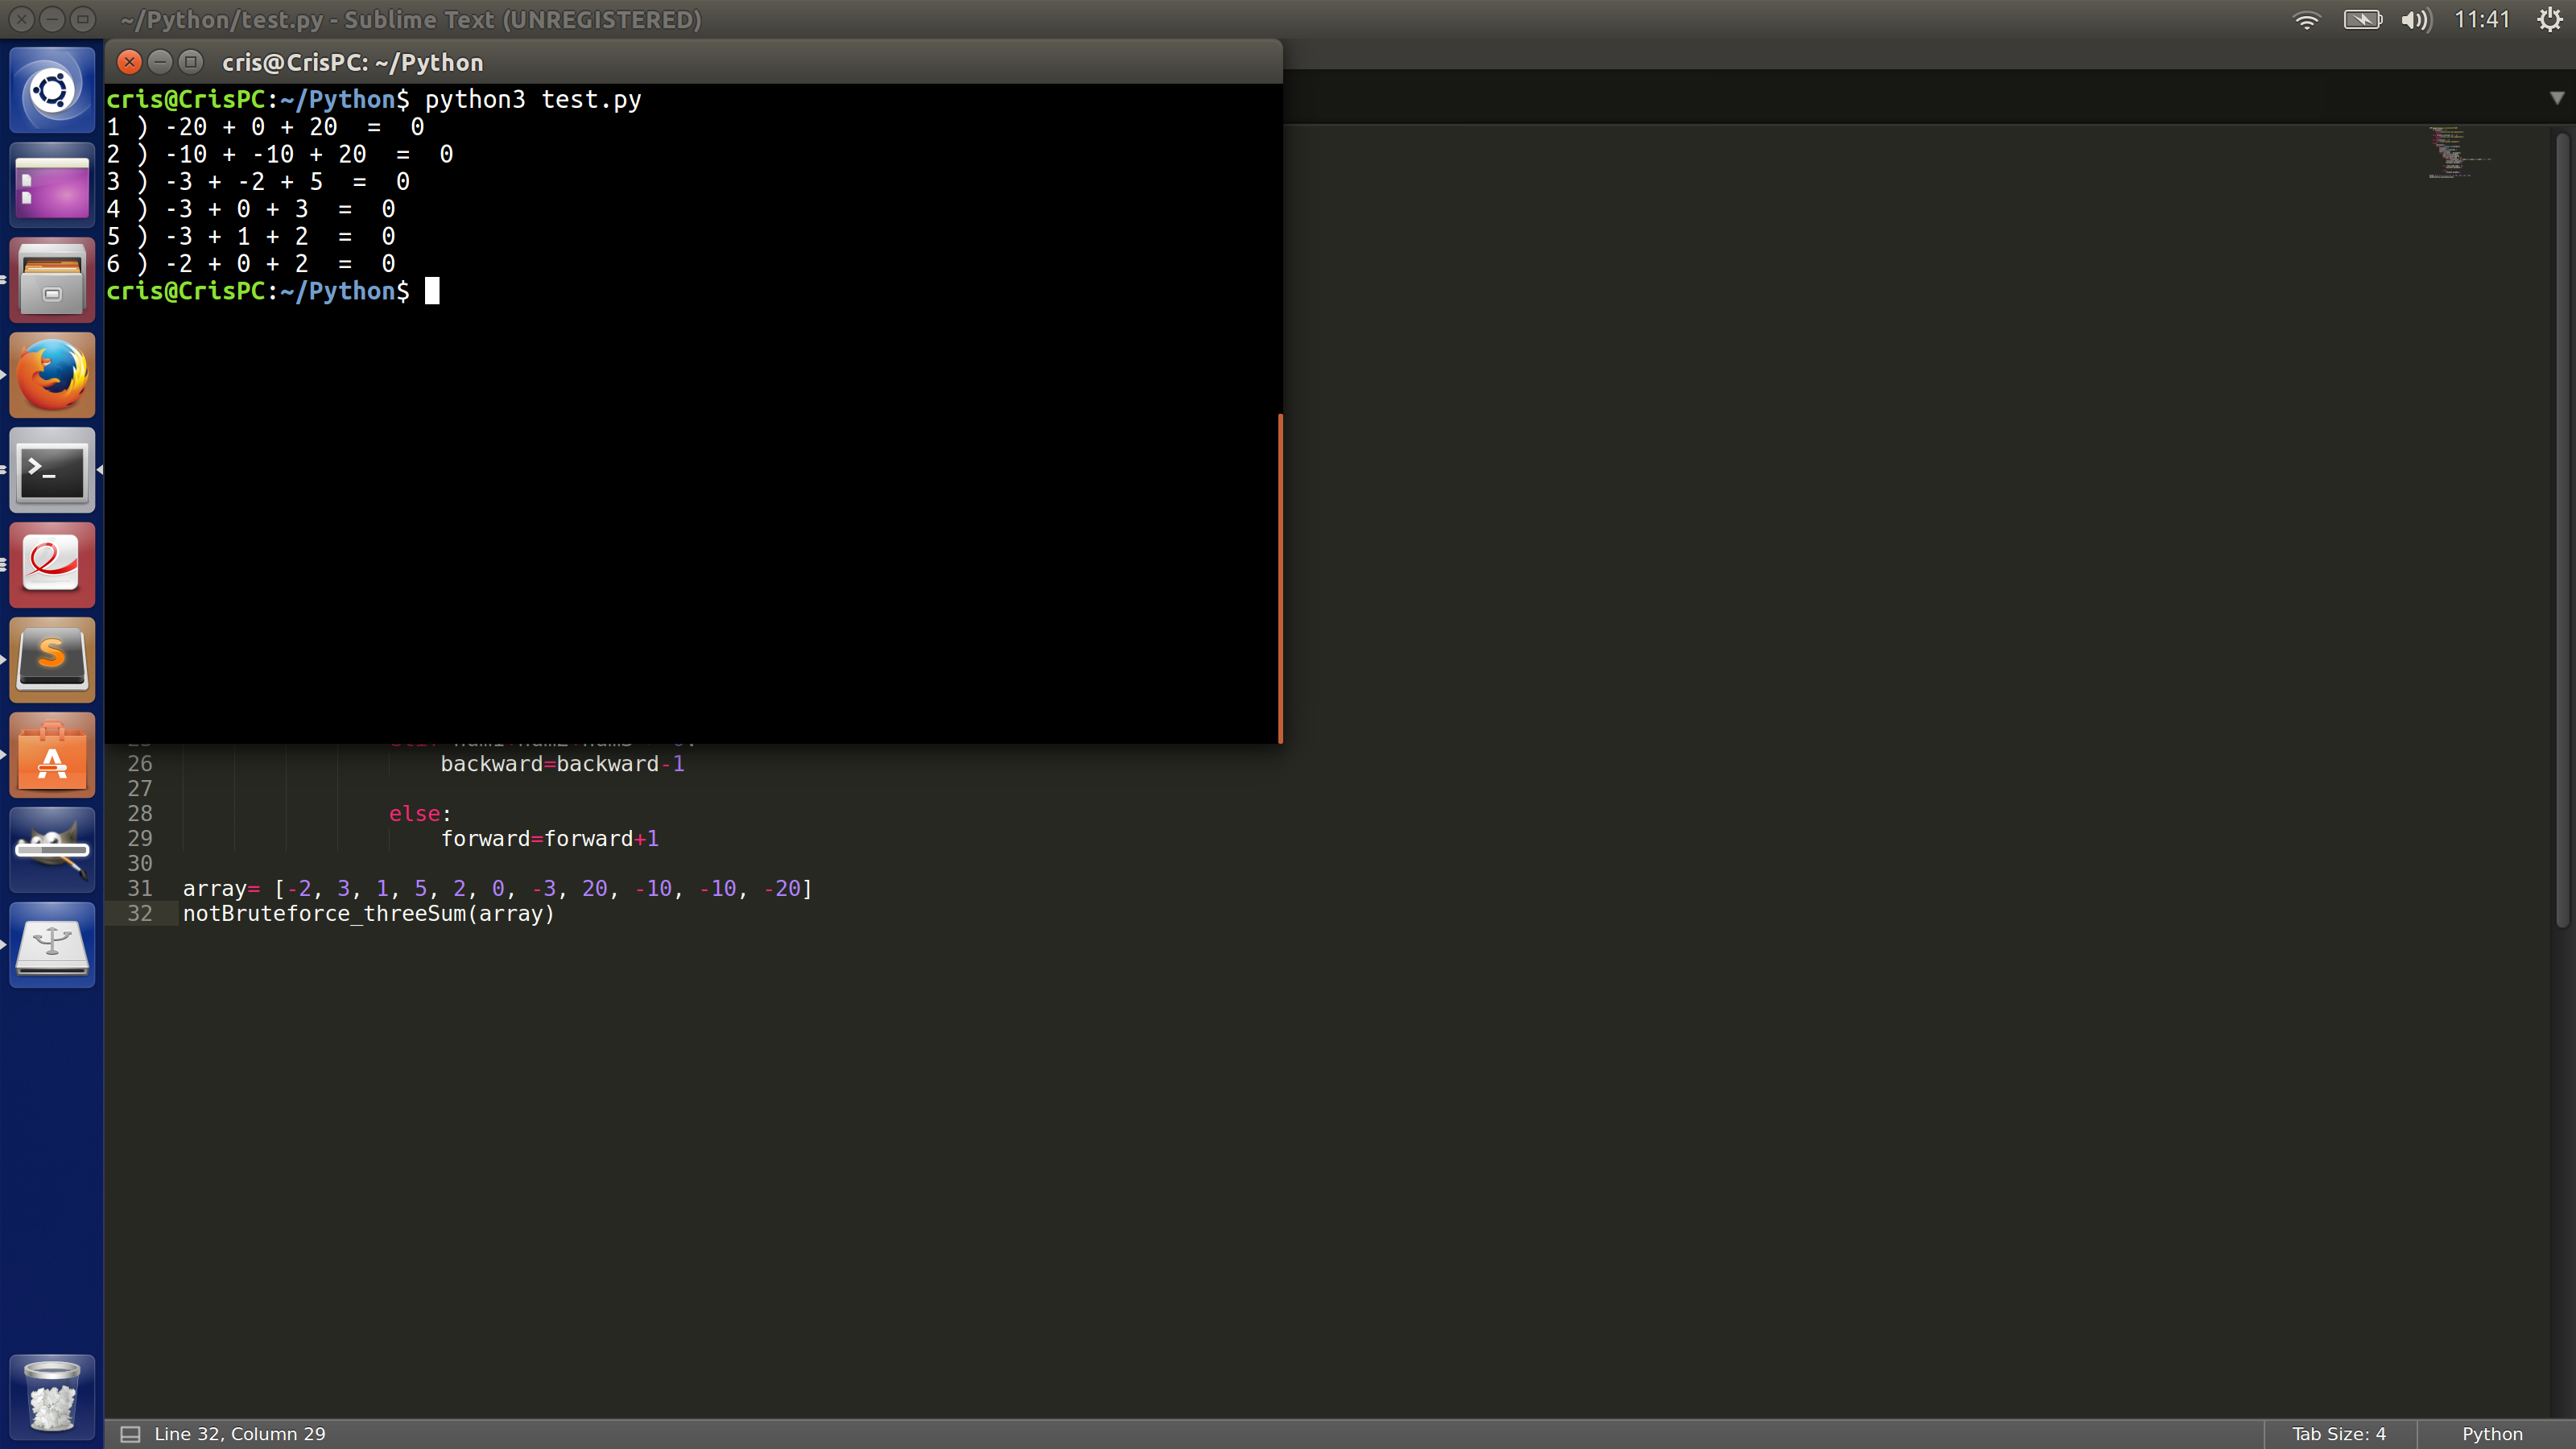 ~/Python/test.py - Sublime Text (UNREGISTERED)
11:41
cris@CrisPC: ~/Python
cris@CrisPC:~/Python$ python3 test.py
1 ) -20 + 0 + 20  =  0
2 ) -10 + -10 + 20  =  0
3 ) -3 + -2 + 5  =  0
4 ) -3 + 0 + 3  =  0
5 ) -3 + 1 + 2  =  0
6 ) -2 + 0 + 2  =  0
cris@CrisPC:~/Python$
26 backward=backward-1
27
28 else:
29 forward=forward+1
30
31 array= [-2, 3, 1, 5, 2, 0, -3, 20, -10, -10, -20]
32 notBruteforce_threeSum(array)
Line 32, Column 29
Tab Size: 4
Python